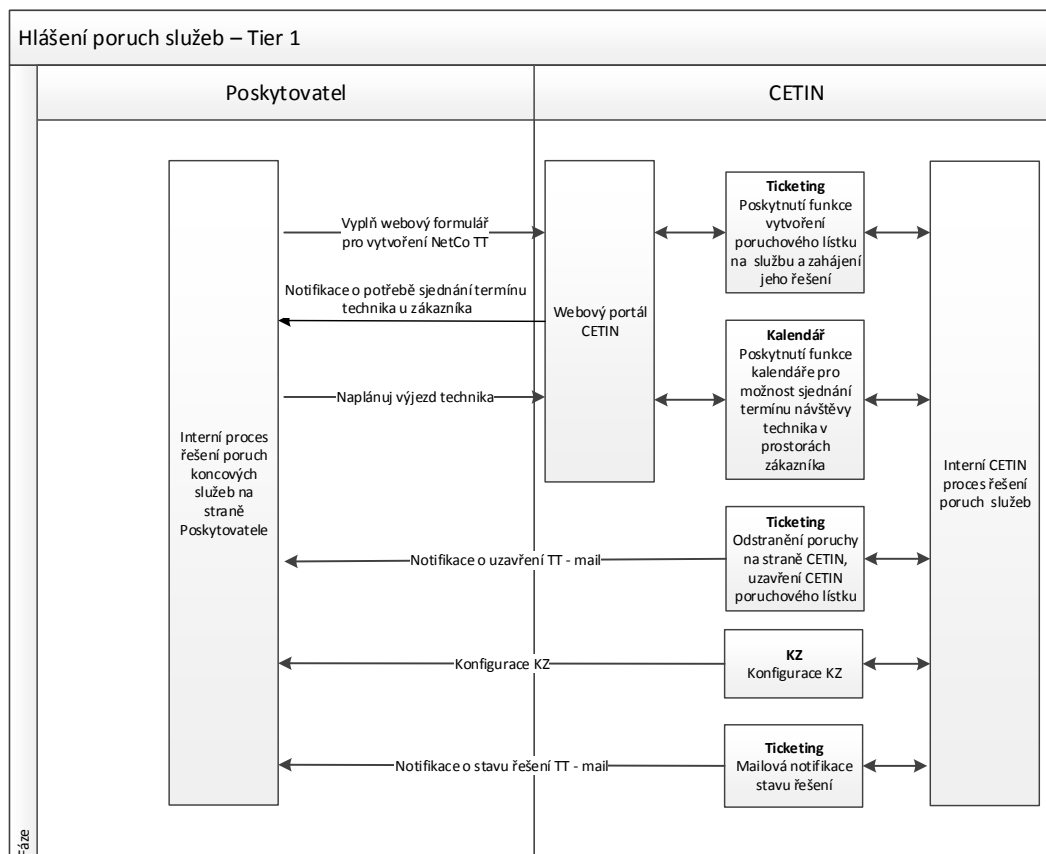 Hlášení poruch služeb – Tier 1
Poskytovatel
CETIN
Ticketing
Poskytnutí funkce
vytvoření
poruchového lístku
na službu a zahájení
jeho řešení
Vyplň webový formulář
pro vytvoření NetCo TT
Notifikace o potřebě sjednání termínu
technika u zákazníka
Webový portál
CETIN
Kalendář
Poskytnutí funkce
kalendáře pro
možnost sjednání
termínu návštěvy
technika v
prostorách
zákazníka
Naplánuj výjezd technika
Interní proces
řešení poruch
koncových
služeb na
straně
Poskytovatele
Interní CETIN
proces řešení
poruch služeb
Ticketing
Odstranění poruchy
na straně CETIN,
uzavření CETIN
poruchového lístku
Notifikace o uzavření TT - mail
KZ
Konfigurace KZ
Konfigurace KZ
Ticketing
Mailová notifikace
stavu řešení
Notifikace o stavu řešení TT - mail
Fáze